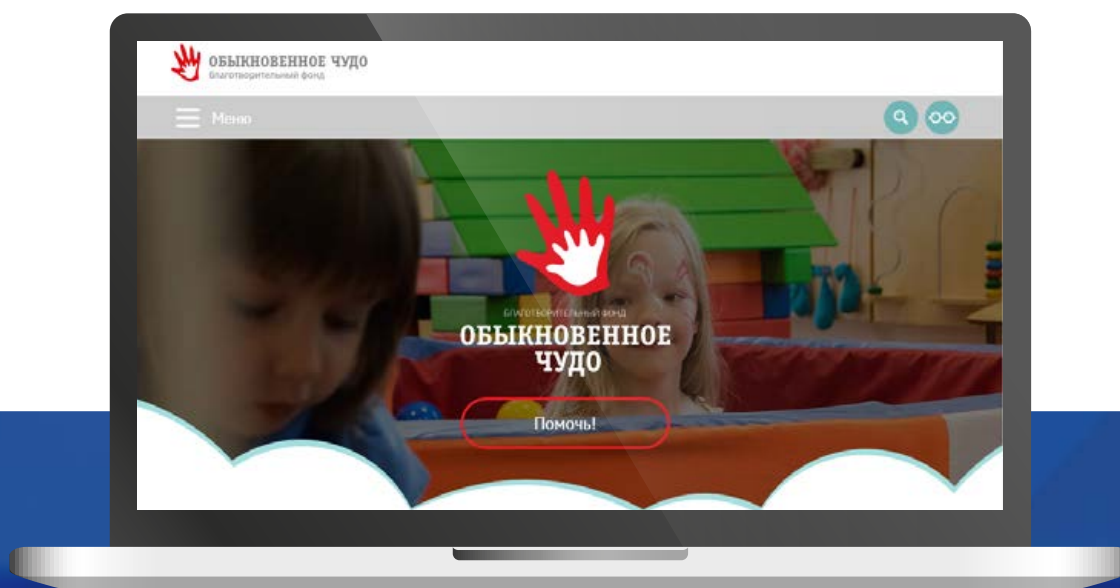 ОБЫКНОВЕННОЕ ЧУДО
благотворительный фонд
Меню
БЛАГОТВОРИТЕЛЬНЫЙ ФОНД
ОБЫКНОВЕННОЕ
ЧУДО
Помочь!